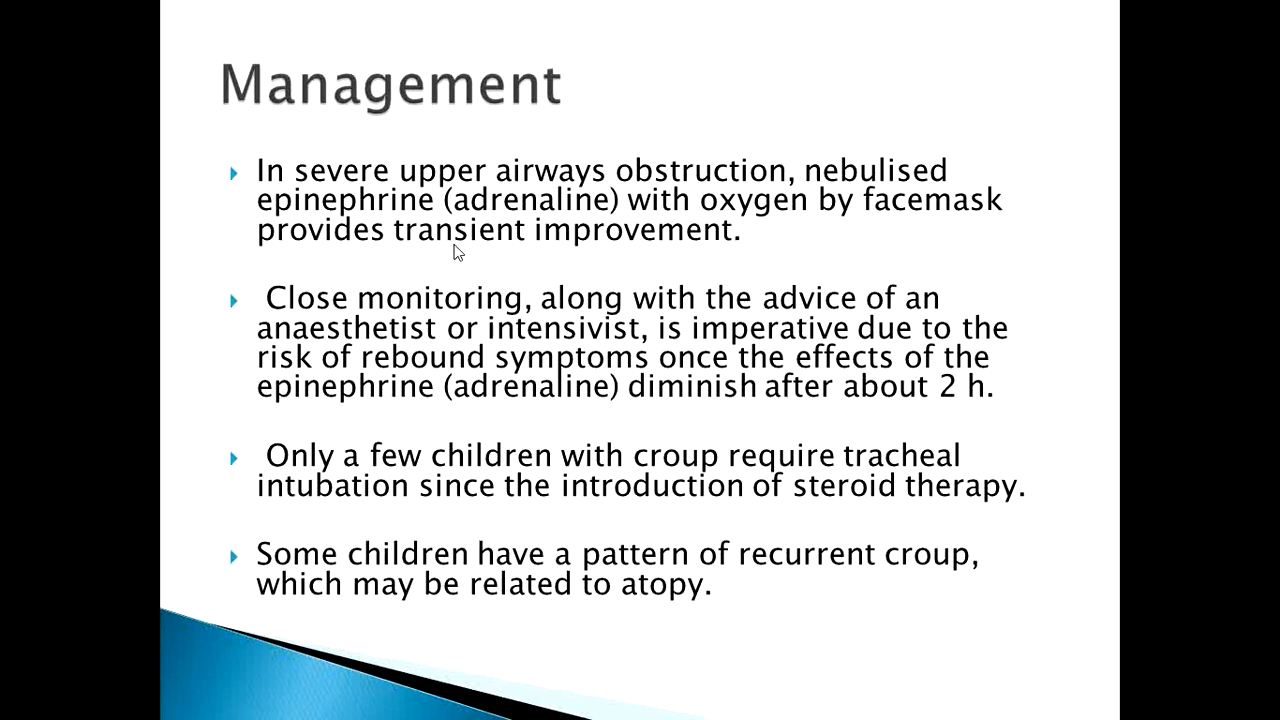 Management
In severe upper airways obstruction, nebulised
epinephrine (adrenaline) with oxygen by facemask
provides transient improvement.
Close monitoring, along with the advice of an
anaesthetist or intensivist, is imperative due to the
risk of rebound symptoms once the effects of the
epinephrine (adrenaline) diminish after about 2 h.
Only a few children with croup require tracheal
intubation since the introduction of steroid therapy.
Some children have a pattern of recurrent croup,
which may be related to atopy.